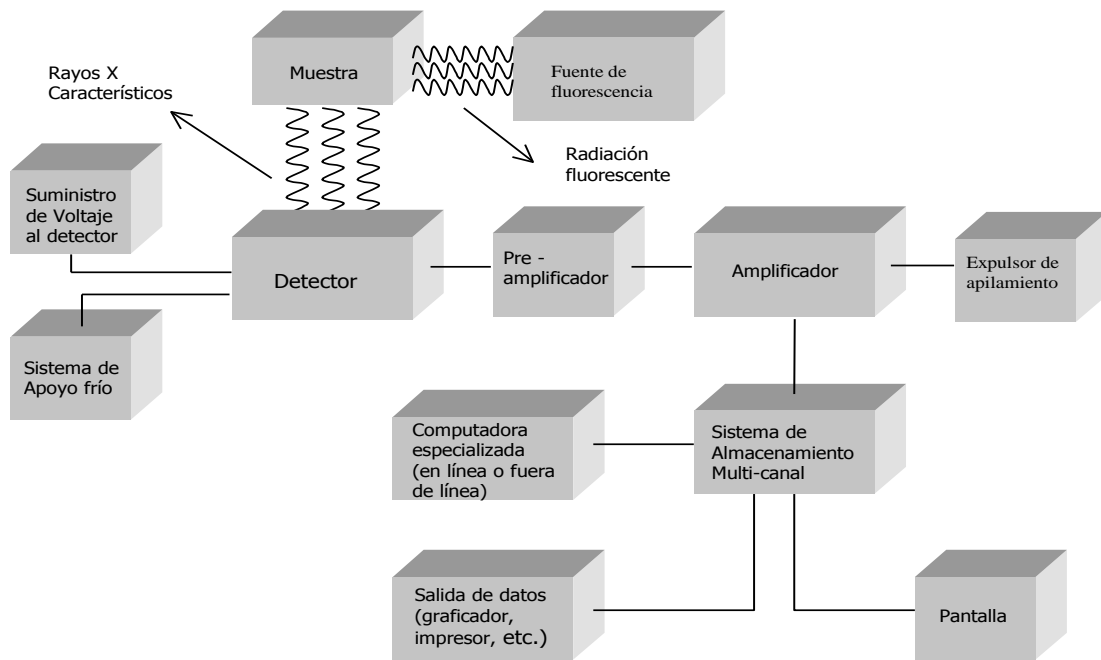 Muestra
Fuente de
fluorescencia
Rayos X
Característicos
Radiación
fluorescente
Suministro
de Voltaje
al detector
Detector
Pre -
amplificador
Amplificador
Expulsor de
apilamiento
Sistema de
Apoyo frío
Computadora
especializada
(en línea o fuera
de línea)
Sistema de
Almacenamiento
Multi-canal
Salida de datos
(graficador,
impresor, etc.)
Pantalla